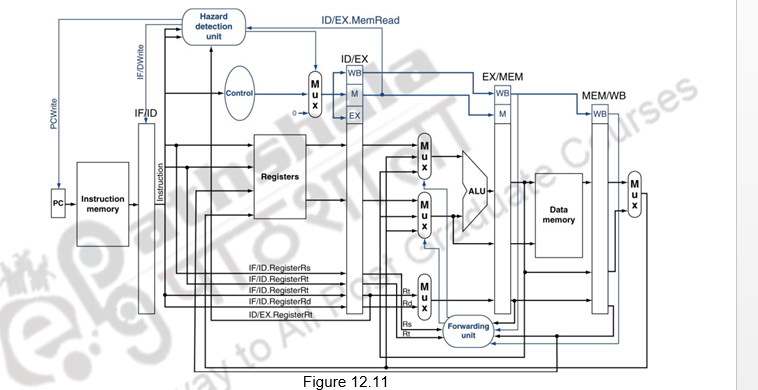 Hazard
detection
unit
ID/EX.MemRead
IF/DWrite
PCWrite
ID/EX
WB
Control
Mux
M
0
EX
EX/MEM
WB
M
MEM/WB
WB
IF/ID
PC
Instruction
memory
Instruction
Registers
Mux
Mux
ALU
Data
memory
Mux
IF/ID.RegisterRs
IF/ID.RegisterRt
IF/ID.RegisterRt
IF/ID.RegisterRd
ID/EX.RegisterRt
Rt
Rd
Mux
Rs
Rt
Forwarding
unit
Pathshala
पाठशाला
way to All Post Graduate Courses
Figure 12.11